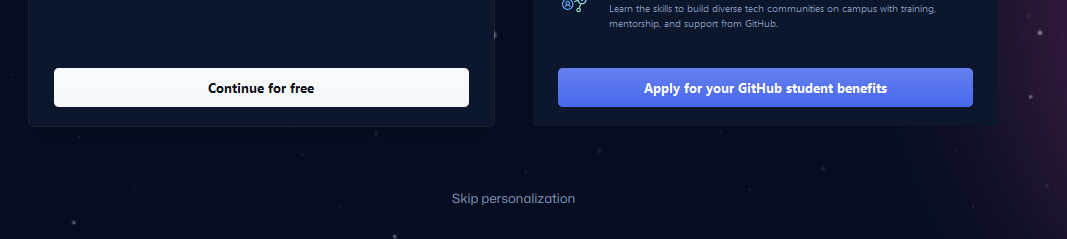 Learn the skills to build diverse tech communities on campus with training,
mentorship, and support from GitHub.
Continue for free
Apply for your GitHub student benefits
Skip personalization